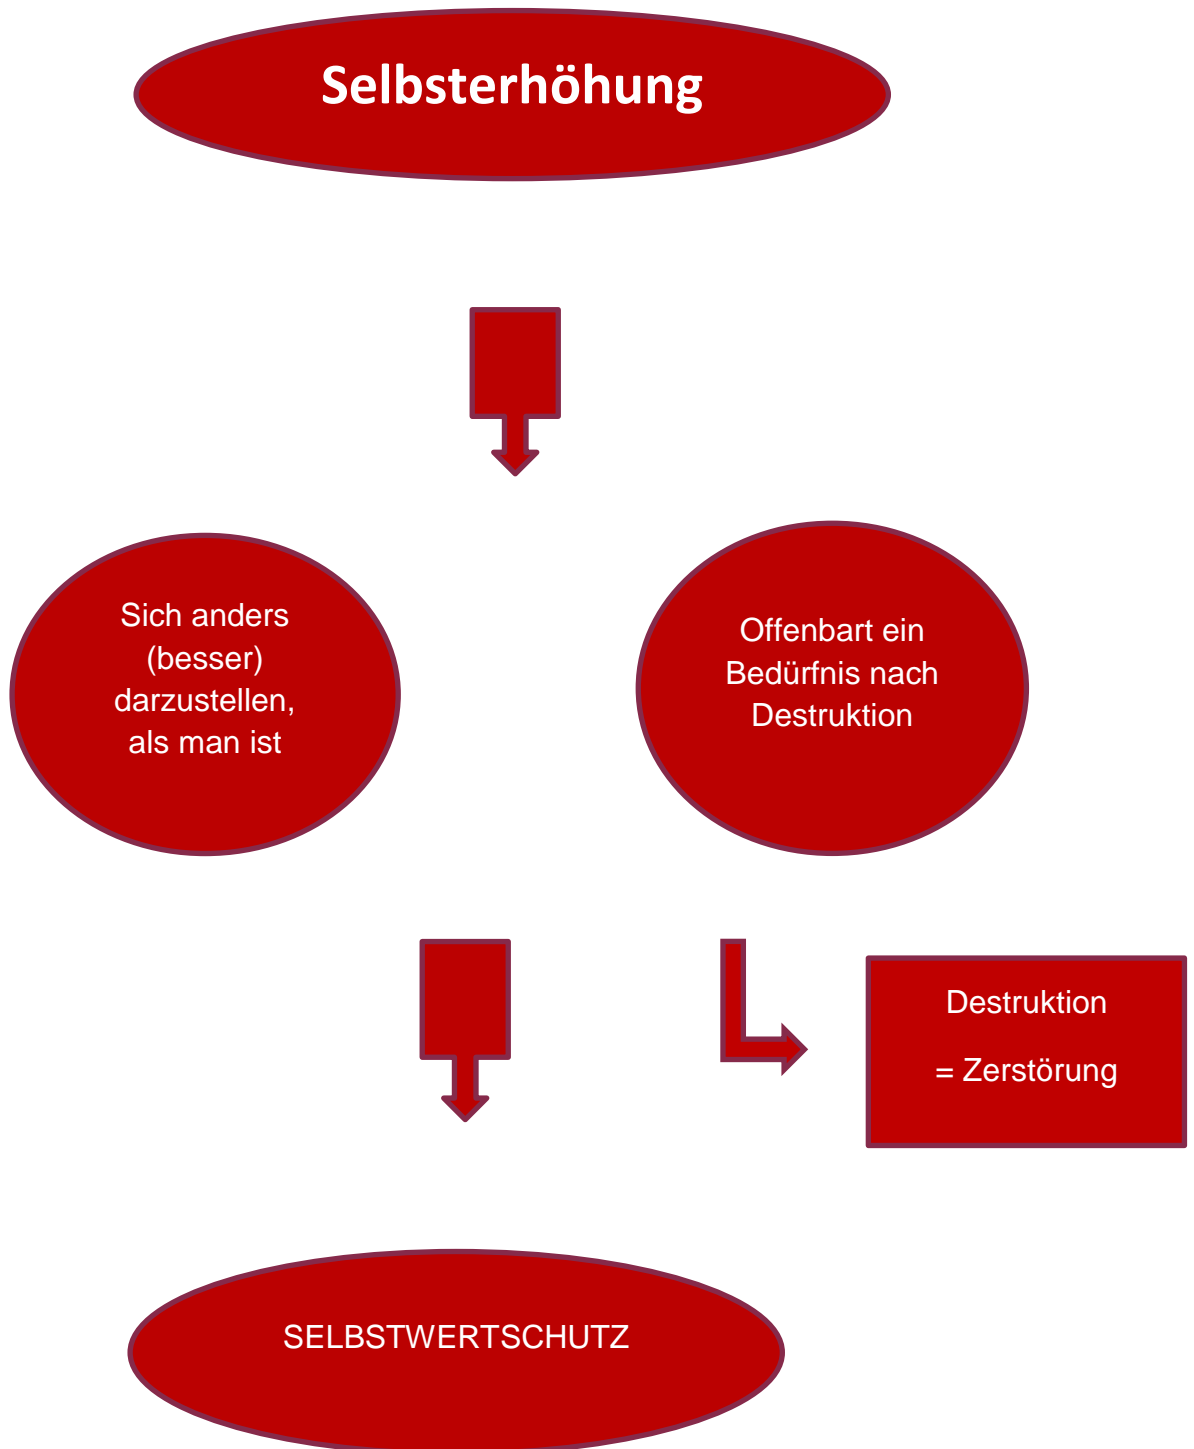 Selbsterhöhung
Sich anders
(besser)
darzustellen,
als man ist
Offenbart ein
Bedürfnis nach
Destruktion
Destruktion
= Zerstörung
SELBSTWERTSCHUTZ